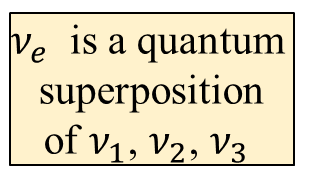 νₑ is a quantum
superposition
of ν₁, ν₂, ν₃